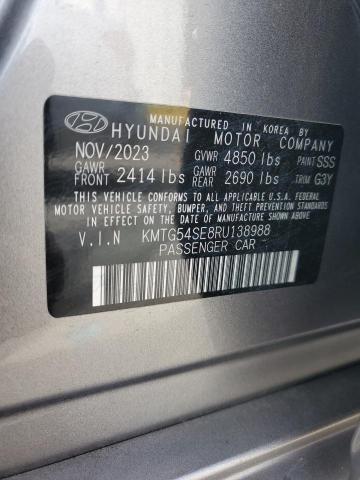 MANUFACTURED IN KOREA BY
HYUNDAI MOTOR COMPANY
NOV/2023 GVWR 4850 lbs PAINT SSS
GAWR FRONT 2414 lbs GAWR REAR 2690 lbs TRIM G3Y
THIS VEHICLE CONFORMS TO ALL APPLICABLE U.S.A. FEDERAL
MOTOR VEHICLE SAFETY, BUMPER, AND THEFT PREVENTION
STANDARDS IN EFFECT ON THE DATE OF MANUFACTURE SHOWN ABOVE.
V.I.N KMTG54SE8RU138988
PASSENGER CAR